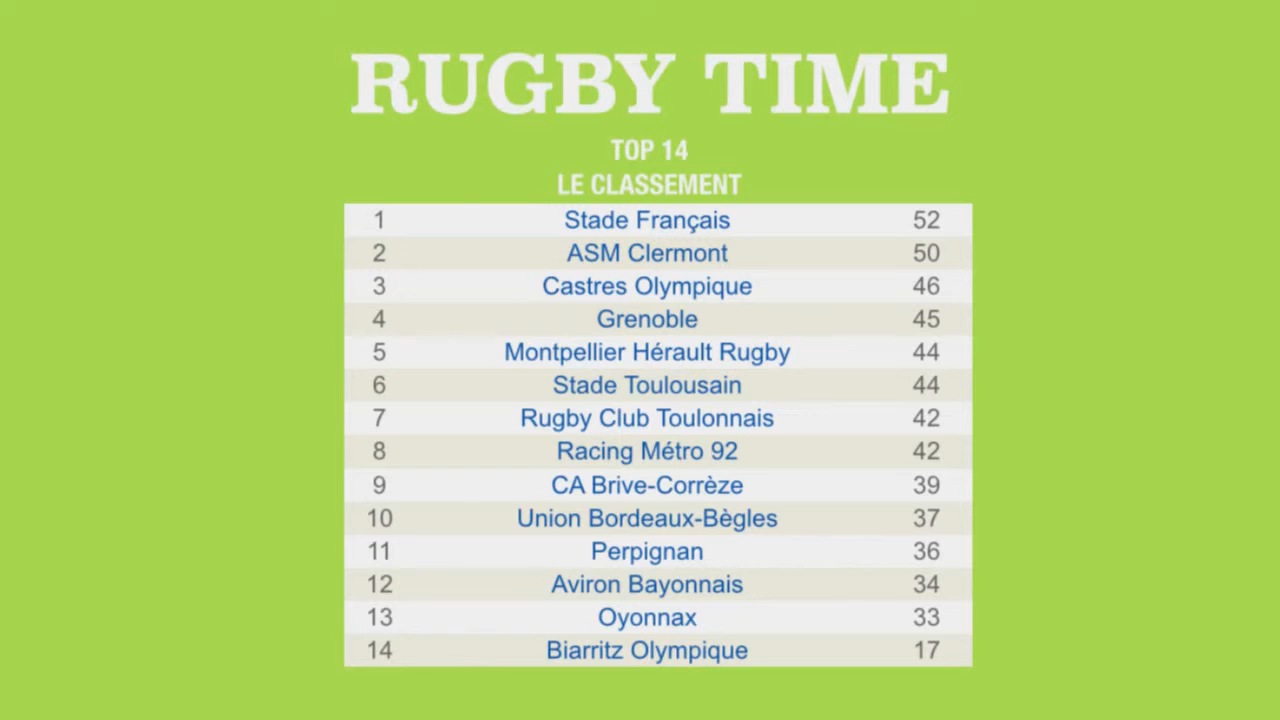 RUGBY TIME
TOP 14
LE CLASSEMENT
1 Stade Français 52
2 ASM Clermont 50
3 Castres Olympique 46
4 Grenoble 45
5 Montpellier Hérault Rugby 44
6 Stade Toulousain 44
7 Rugby Club Toulonnais 42
8 Racing Métro 92 42
9 CA Brive-Corrèze 39
10 Union Bordeaux-Bègles 37
11 Perpignan 36
12 Aviron Bayonnais 34
13 Oyonnax 33
14 Biarritz Olympique 17